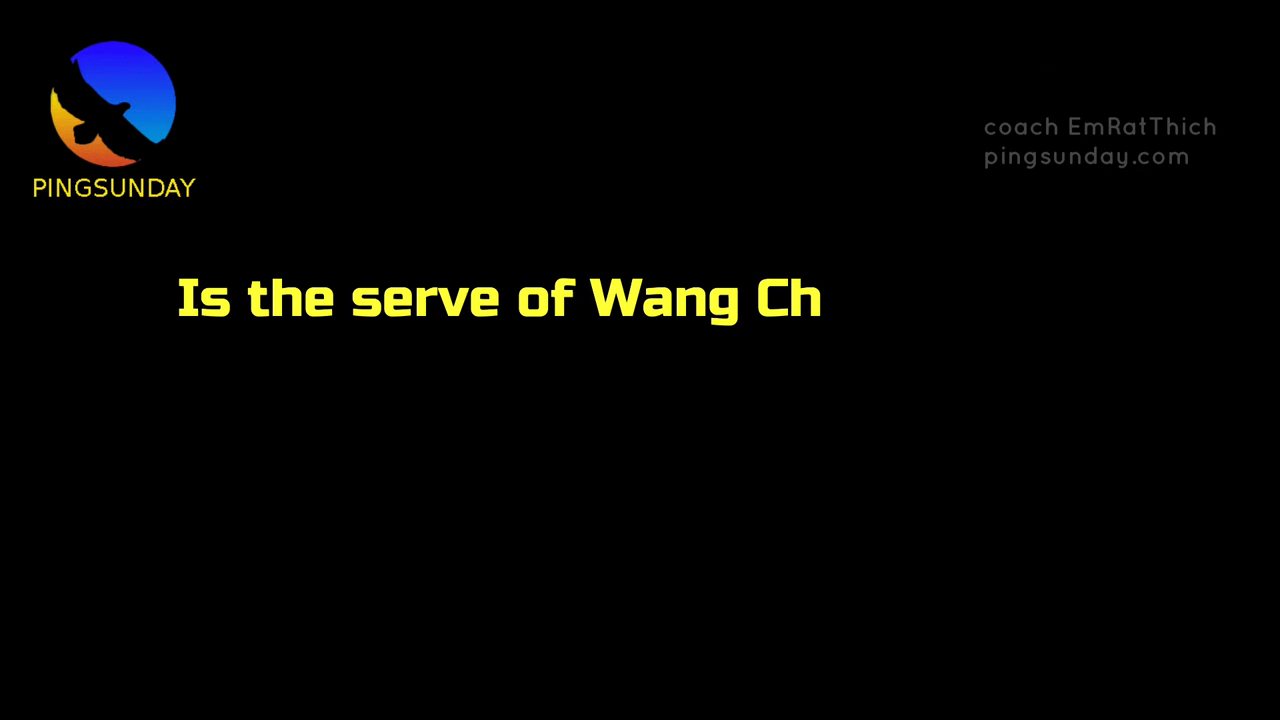 PINGSUNDAY
coach EmRatThich
pingsunday.com
Is the serve of Wang Ch